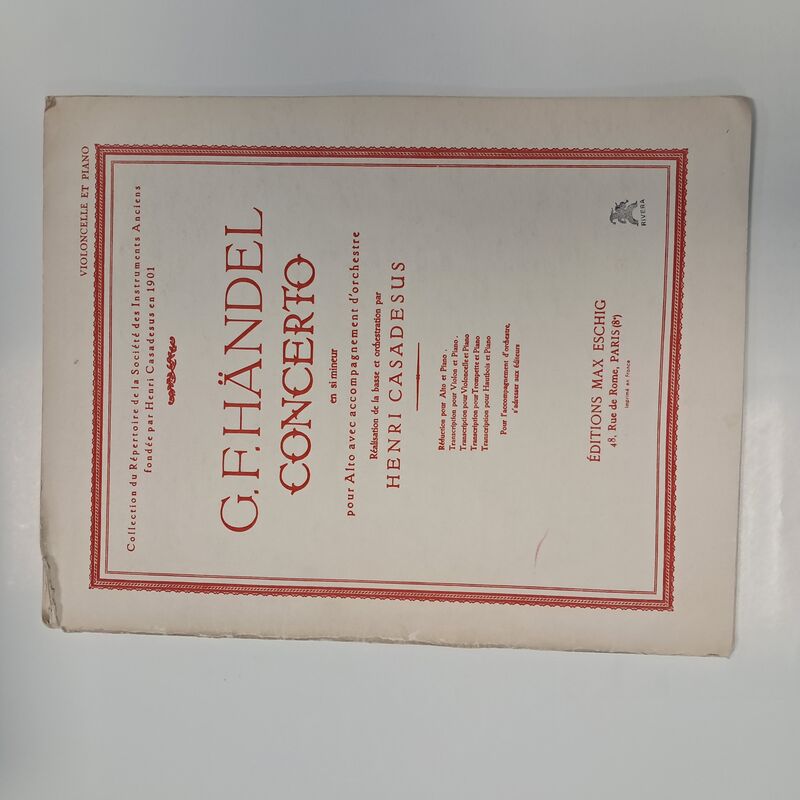 VIOLONCELLE ET PIANO
Collection du Répertoire de la Société des Instruments Anciens
fondée par Henri Casadesus en 1901
G.F. HÄNDEL
CONCERTO
en si mineur
pour Alto avec accompagnement d'orchestre
Réalisation de la basse et orchestration par
HENRI CASADESUS
Réduction pour Alto et Piano.
Transcription pour Violon et Piano.
Transcription pour Violoncelle et Piano
Transcription pour Trompette et Piano
Transcription pour Hautbois et Piano
Pour l'accompagnement d'orchestre,
s'adresser aux éditeurs
ÉDITIONS MAX ESCHIG
48, Rue de Rome, PARIS (8e)
Imprimé en France
RIVERA